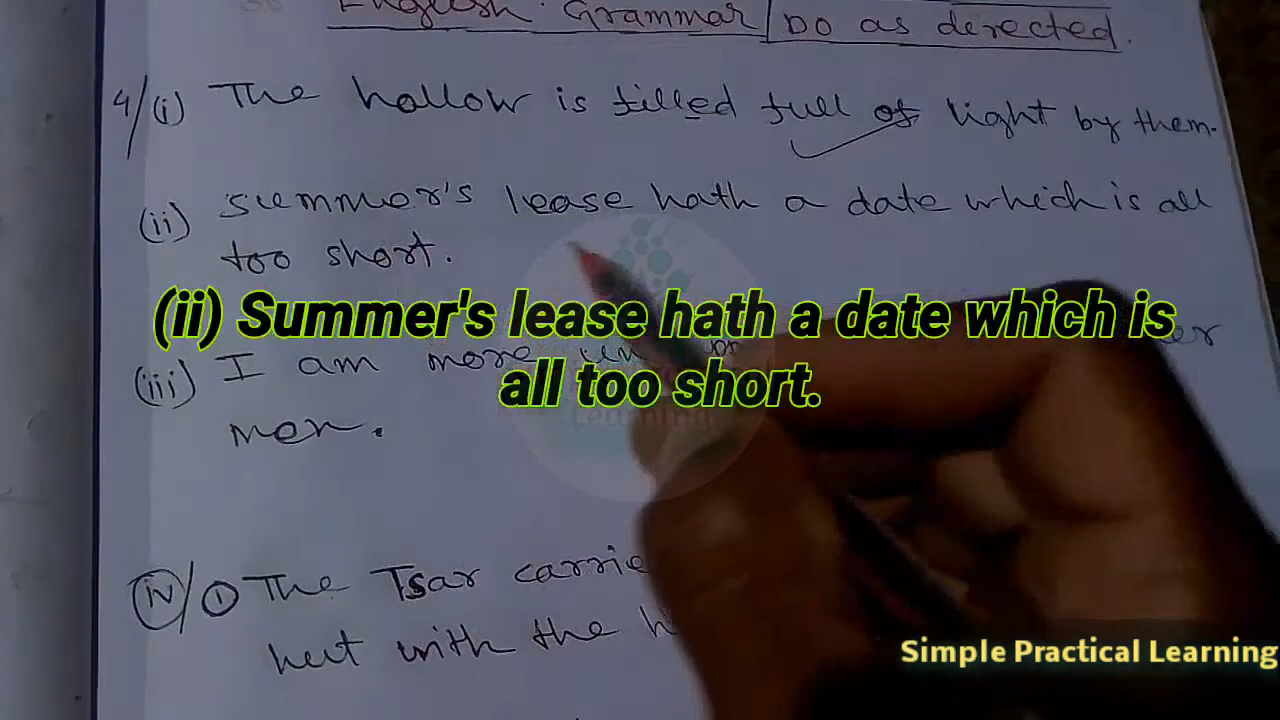 English Grammar / DO as derected.
4/(i) The hollow is filled full of light by them.
(ii) Summer's lease hath a date which is all
too short.
(ii) Summer's lease hath a date which is
all too short.
(iii) I am more
men.
(iv)/(1) The Tsar
hut with the
Simple Practical Learning